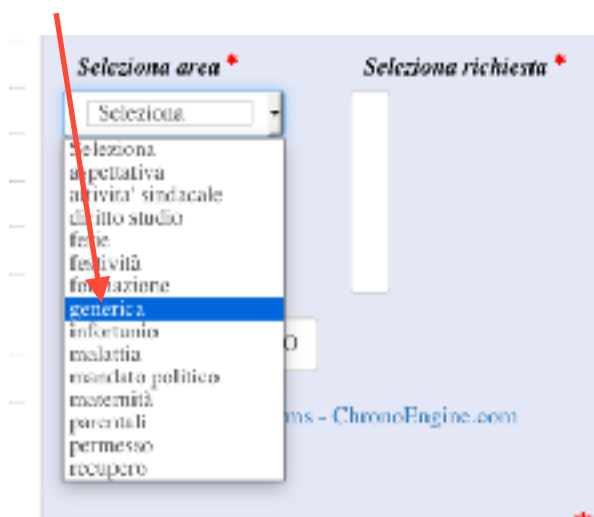 Seleziona area *
Seleziona richiesta *
Seleziona
Seleziona
aspettativa
attivita' sindacale
diritto studio
ferie
festività
formazione
generica
infortunio
malattia
mandato politico
maternità
parentali
permesso
recupero
O
ms - ChronoEngine.com
*